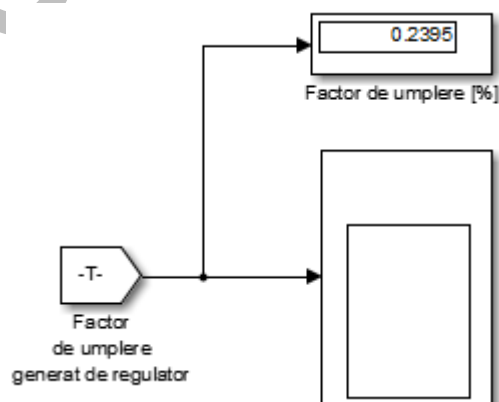 0.2395
Factor de umplere [%]
-T-
Factor
de umplere
generat de regulator